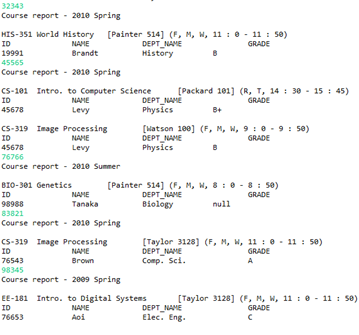 32343
Course report - 2010 Spring
HIS-351 World History [Painter 514] (F, M, W, 11 : 0 - 11 : 50)
ID NAME DEPT_NAME GRADE
19991 Brandt History B
45565
Course report - 2010 Spring
CS-101 Intro. to Computer Science [Packard 101] (R, T, 14 : 30 - 15 : 45)
ID NAME DEPT_NAME GRADE
45678 Levy Physics B+
CS-319 Image Processing [Watson 100] (F, M, W, 9 : 0 - 9 : 50)
ID NAME DEPT_NAME GRADE
45678 Levy Physics B
76766
Course report - 2010 Summer
BIO-301 Genetics [Painter 514] (F, M, W, 8 : 0 - 8 : 50)
ID NAME DEPT_NAME GRADE
98988 Tanaka Biology null
83821
Course report - 2010 Spring
CS-319 Image Processing [Taylor 3128] (F, M, W, 11 : 0 - 11 : 50)
ID NAME DEPT_NAME GRADE
76543 Brown Comp. Sci. A
98345
Course report - 2009 Spring
EE-181 Intro. to Digital Systems [Taylor 3128] (F, M, W, 11 : 0 - 11 : 50)
ID NAME DEPT_NAME GRADE
76653 Aoi Elec. Eng. C